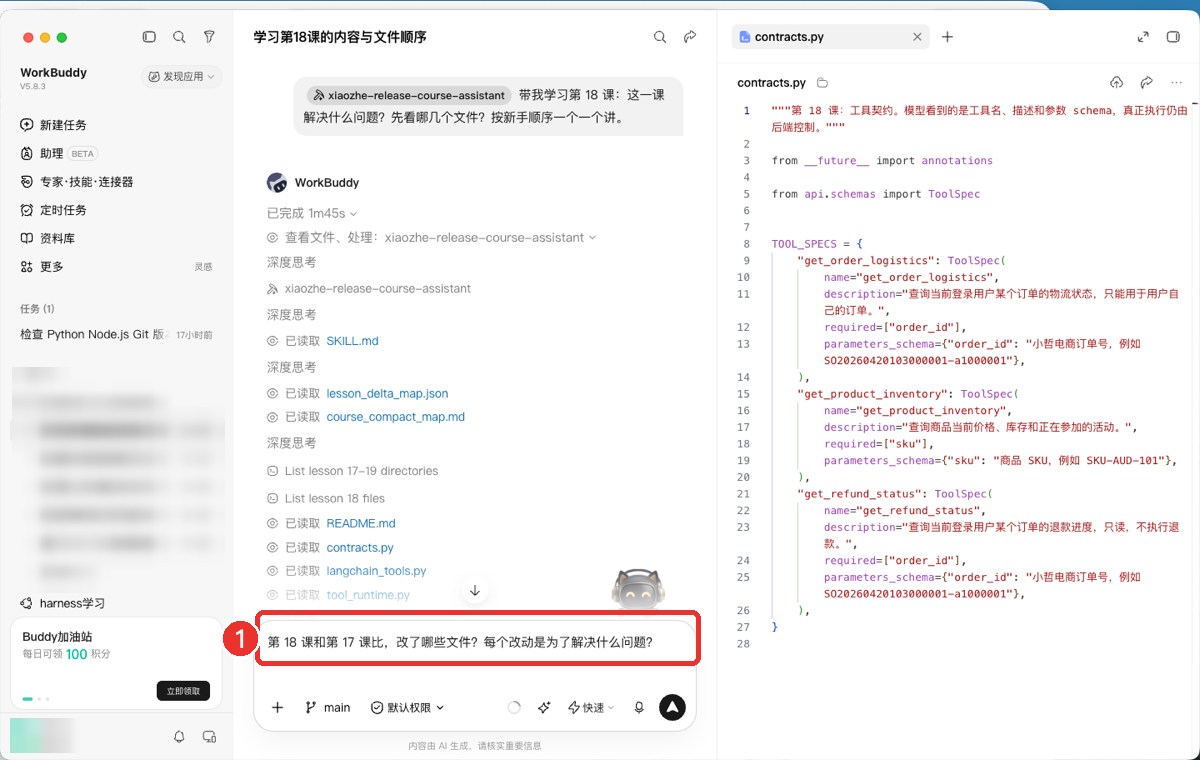 WorkBuddy
V5.8.3
发现应用
新建任务
助理 BETA
专家·技能·连接器
定时任务
资料库
更多 灵感
任务 (1)
检查 Python Node.js Git 版 17小时前
harness学习
Buddy加油站
每日可领 100 积分
立即领取
学习第18课的内容与文件顺序
xiaozhe-release-course-assistant 带我学习第 18 课：这一课
解决什么问题？先看哪几个文件？按新手顺序一个一个讲。
WorkBuddy
已完成 1m45s
查看文件、处理：xiaozhe-release-course-assistant
深度思考
xiaozhe-release-course-assistant
深度思考
已读取 SKILL.md
深度思考
已读取 lesson_delta_map.json
已读取 course_compact_map.md
深度思考
List lesson 17–19 directories
List lesson 18 files
已读取 README.md
已读取 contracts.py
已读取 langchain_tools.py
已读取 tool_runtime.py
1
第 18 课和第 17 课比，改了哪些文件？每个改动是为了解决什么问题？
main 默认权限 快速
内容由 AI 生成，请核实重要信息
contracts.py
contracts.py
1 """第 18 课：工具契约。模型看到的是工具名、描述和参数 schema，真正执行仍由
后端控制。"""
2
3 from __future__ import annotations
4
5 from api.schemas import ToolSpec
6
7
8 TOOL_SPECS = {
9 "get_order_logistics": ToolSpec(
10 name="get_order_logistics",
11 description="查询当前登录用户某个订单的物流状态，只能用于用户自
己的订单。",
12 required=["order_id"],
13 parameters_schema={"order_id": "小哲电商订单号，例如
SO20260420103000001-a1000001"},
14 ),
15 "get_product_inventory": ToolSpec(
16 name="get_product_inventory",
17 description="查询商品当前价格、库存和正在参加的活动。",
18 required=["sku"],
19 parameters_schema={"sku": "商品 SKU，例如 SKU-AUD-101"},
20 ),
21 "get_refund_status": ToolSpec(
22 name="get_refund_status",
23 description="查询当前登录用户某个订单的退款进度，只读，不执行退
款。",
24 required=["order_id"],
25 parameters_schema={"order_id": "小哲电商订单号，例如
SO20260420103000001-a1000001"},
26 ),
27 }
28